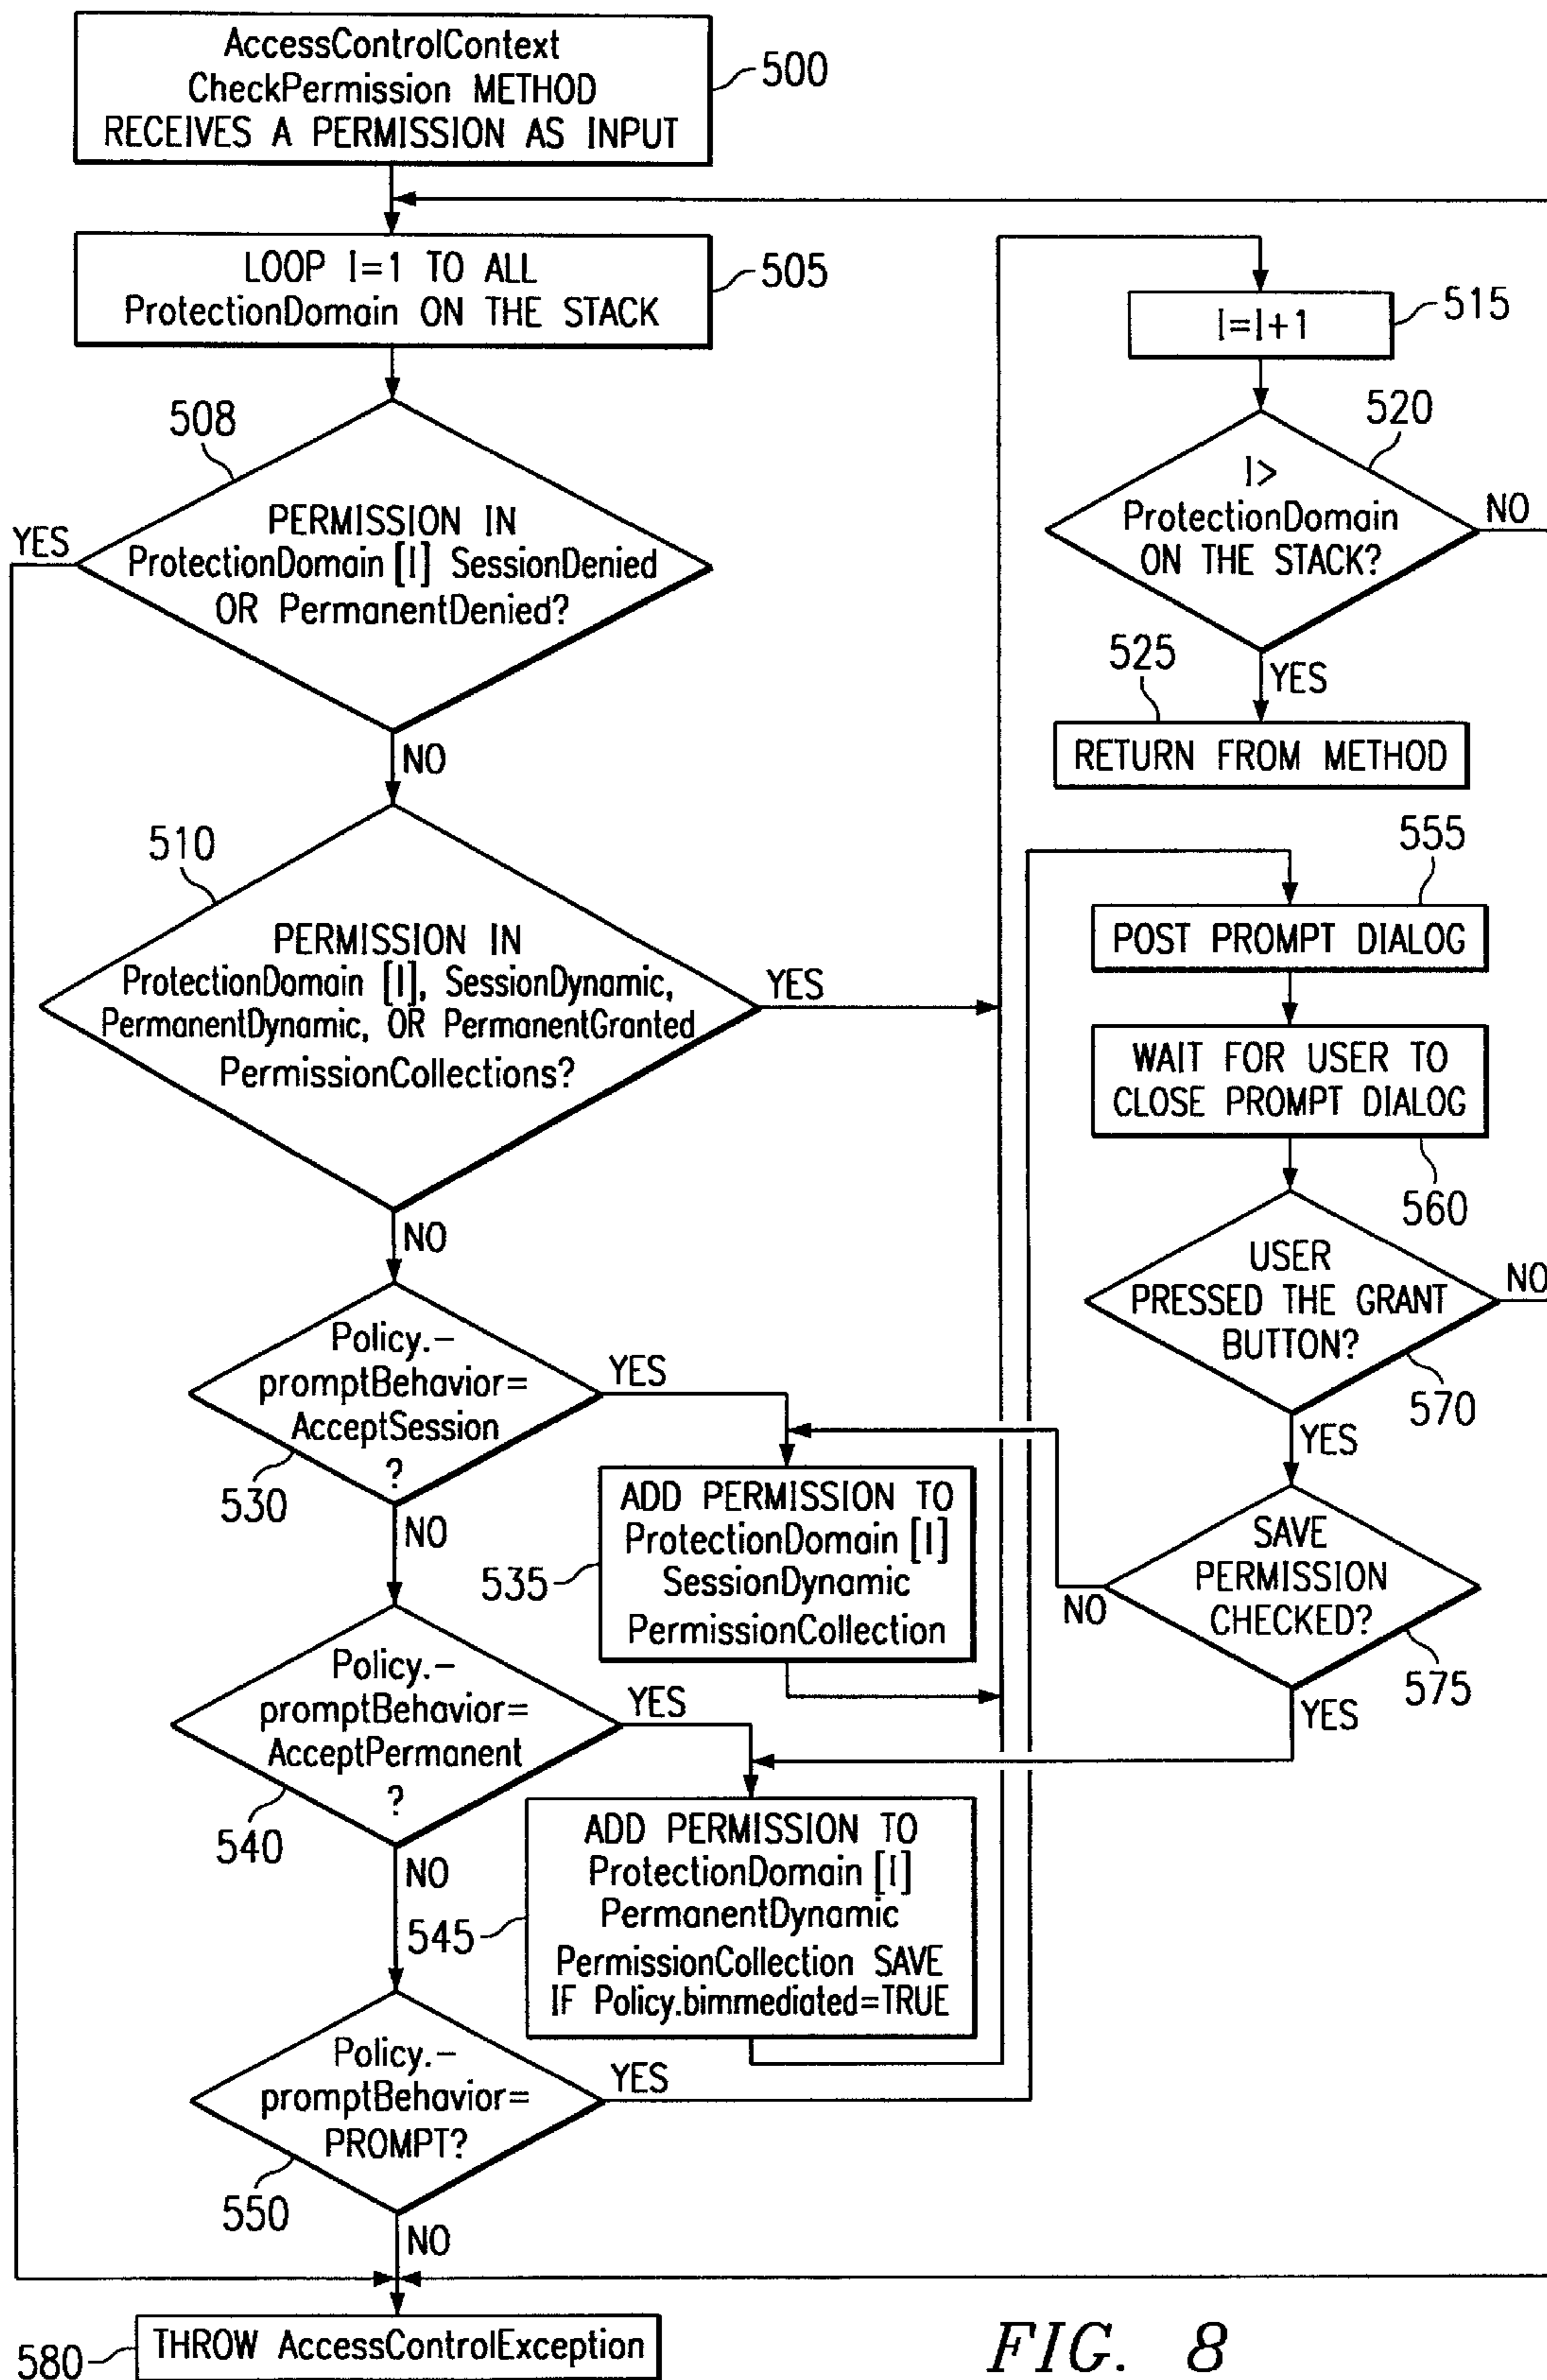 AccessControlContext
CheckPermission METHOD
RECEIVES A PERMISSION AS INPUT
500
LOOP I=1 TO ALL
ProtectionDomain ON THE STACK
505
508
PERMISSION IN
ProtectionDomain [I] SessionDenied
OR PermanentDenied?
YES
NO
510
PERMISSION IN
ProtectionDomain [I], SessionDynamic,
PermanentDynamic, OR PermanentGranted
PermissionCollections?
YES
NO
I=I+1
515
520
I>
ProtectionDomain
ON THE STACK?
NO
YES
525
RETURN FROM METHOD
555
POST PROMPT DIALOG
WAIT FOR USER TO
CLOSE PROMPT DIALOG
560
USER
PRESSED THE GRANT
BUTTON?
NO
570
YES
SAVE
PERMISSION
CHECKED?
NO
575
YES
Policy.-
promptBehavior=
AcceptSession
?
YES
530
NO
ADD PERMISSION TO
ProtectionDomain [I]
SessionDynamic
PermissionCollection
535
Policy.-
promptBehavior=
AcceptPermanent
?
YES
540
NO
ADD PERMISSION TO
ProtectionDomain [I]
PermanentDynamic
PermissionCollection SAVE
IF Policy.bimmediated=TRUE
545
Policy.-
promptBehavior=
PROMPT?
YES
550
NO
580
THROW AccessControlException
FIG. 8